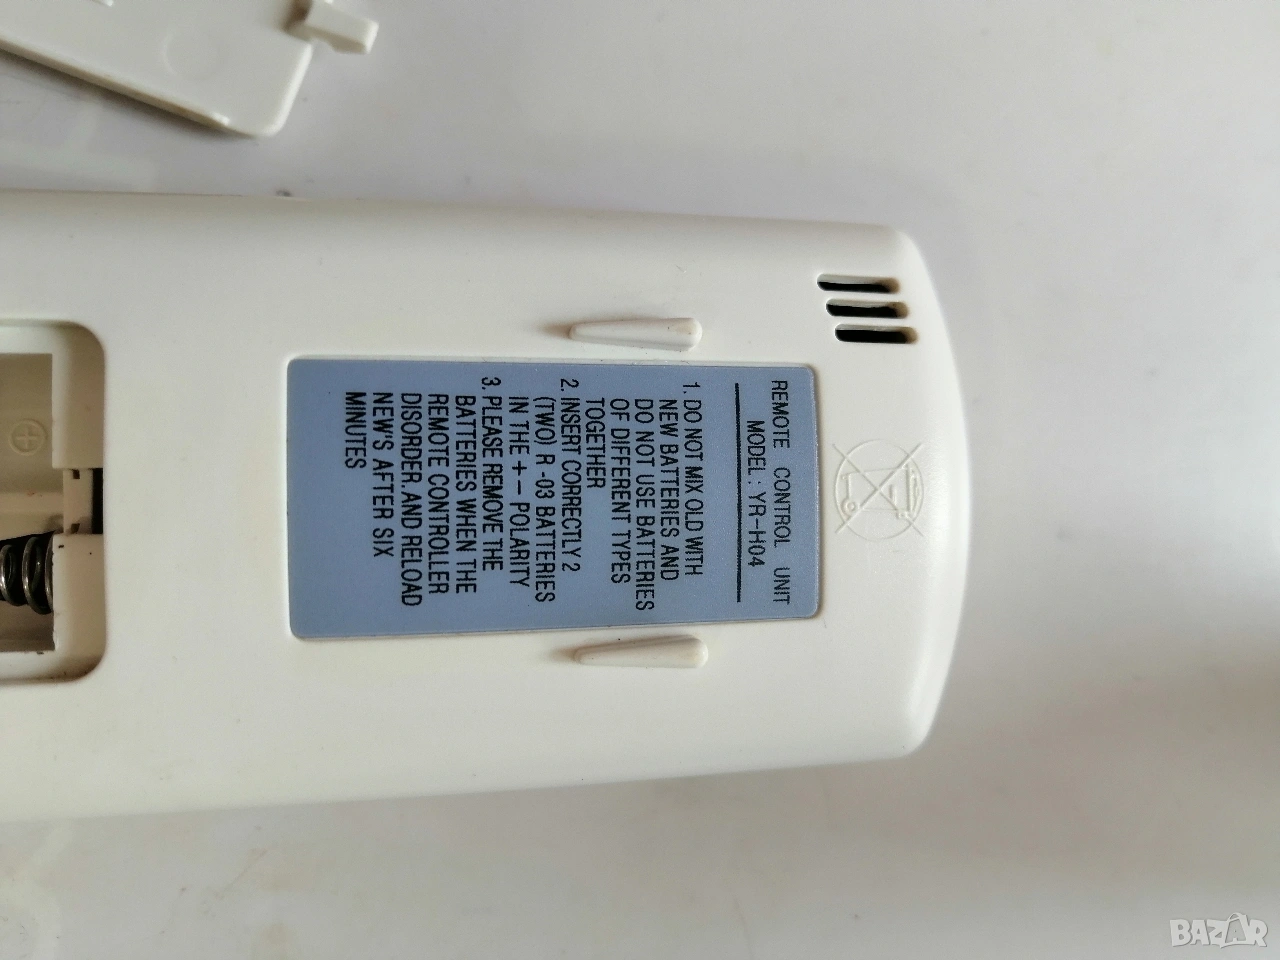 REMOTE CONTROL UNIT
MODEL: YR-H04
1. DO NOT MIX OLD WITH
NEW BATTERIES AND
DO NOT USE BATTERIES
OF DIFFERENT TYPES
TOGETHER
2. INSERT CORRECTLY 2
(TWO) R -03 BATTERIES
IN THE + − POLARITY
3. PLEASE REMOVE THE
BATTERIES WHEN THE
REMOTE CONTROLLER
DISORDER AND RELOAD
NEW'S AFTER SIX
MINUTES
+
BAZAR